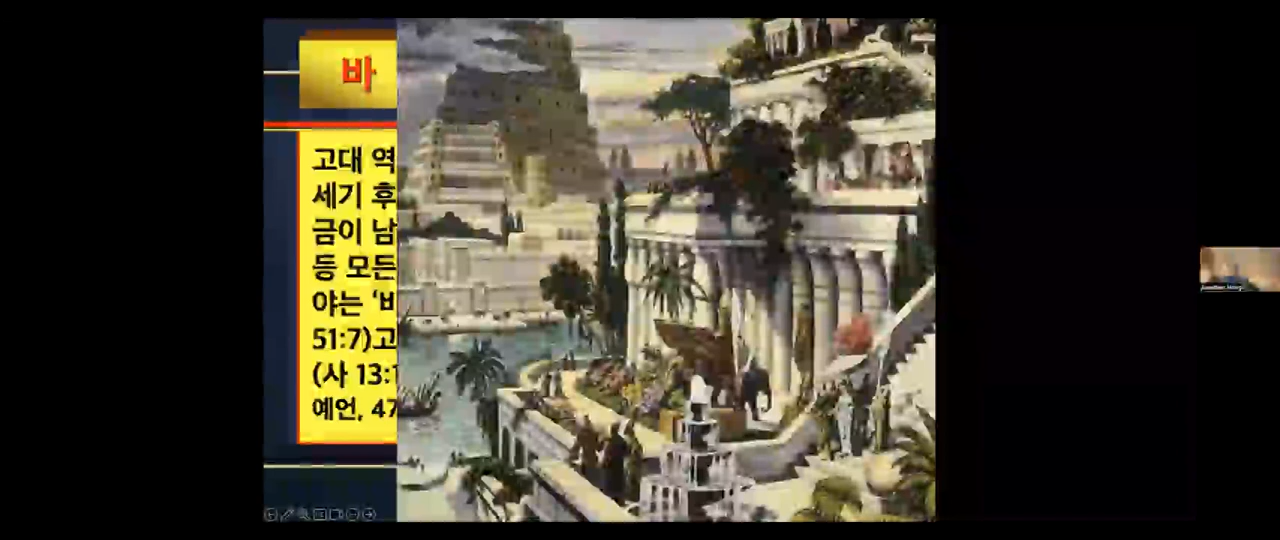 바
고대 역
세기 후
금이 남
등 모든
야는 ‘바
51:7)고
(사 13:1
예언, 47